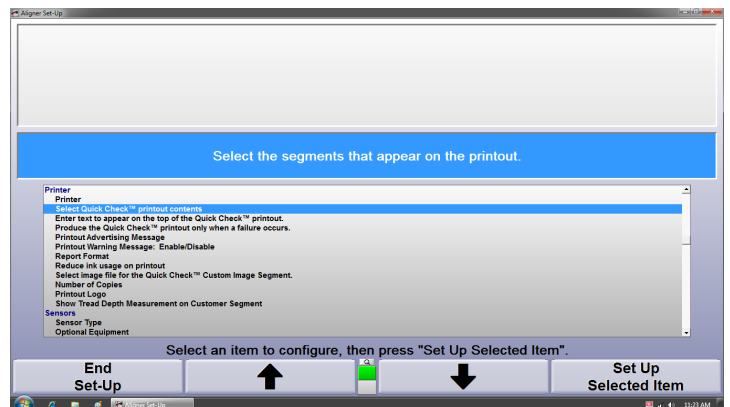 Aligner Set-Up
Select the segments that appear on the printout.
Printer
Printer
Select Quick Check™ printout contents
Enter text to appear on the top of the Quick Check™ printout.
Produce the Quick Check™ printout only when a failure occurs.
Printout Advertising Message
Printout Warning Message:  Enable/Disable
Report Format
Reduce ink usage on printout
Select image file for the Quick Check™ Custom Image Segment.
Number of Copies
Printout Logo
Show Tread Depth Measurement on Customer Segment
Sensors
Sensor Type
Optional Equipment
Select an item to configure, then press "Set Up Selected Item".
End
Set-Up
Set Up
Selected Item
Aligner Set-Up
11:23 AM